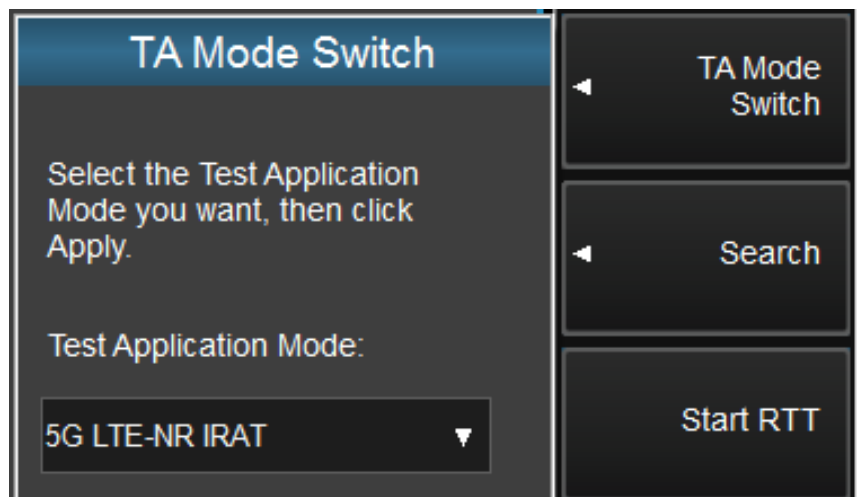 TA Mode Switch
Select the Test Application
Mode you want, then click
Apply.
Test Application Mode:
5G LTE-NR IRAT
TA Mode
Switch
Search
Start RTT